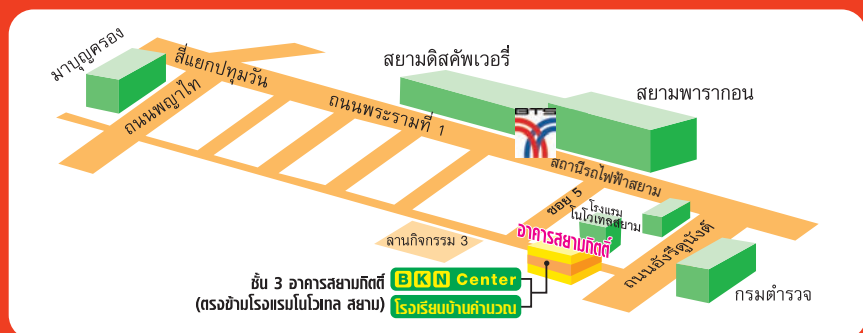 มาบุญครอง
สี่แยกปทุมวัน
สยามดิสคัพเวอรี่
สยามพารากอน
ถนนพญาไท
ถนนพระรามที่ 1
BTS
สถานีรถไฟฟ้าสยาม
ซอย 5
โรงแรม
โนโวเทลสยาม
อาคารสยามกิตติ์
ลานกิจกรรม 3
ถนนอังรีดูนังต์
กรมตำรวจ
ชั้น 3 อาคารสยามกิตติ์ BKN Center
(ตรงข้ามโรงแรมโนโวเทล สยาม) โรงเรียนบ้านคำนวณ